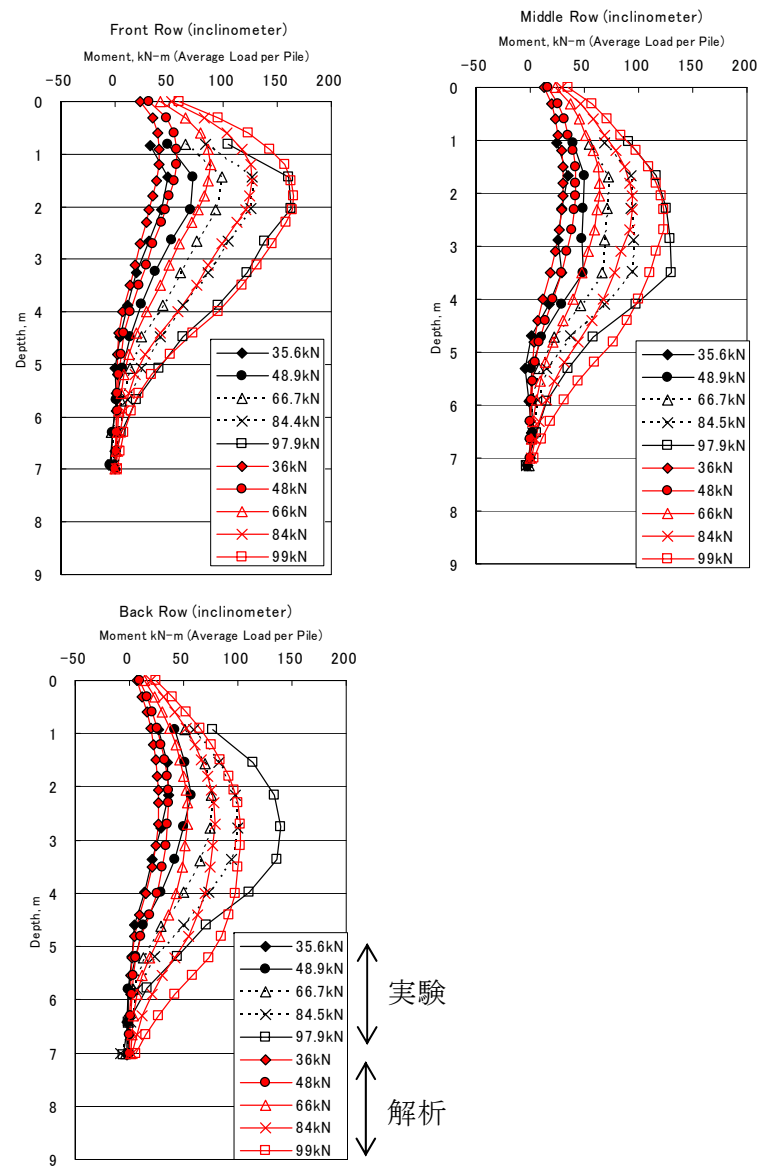 Front Row (inclinometer)
Moment, kN-m (Average Load per Pile)
-50 0 50 100 150 200
0
1
2
3
4
5
6
7
8
9
Deptth, m
35.6kN
48.9kN
66.7kN
84.4kN
97.9kN
36kN
48kN
66kN
84kN
99kN
Middle Row (inclinometer)
Moment, kN-m (Average Load per Pile)
-50 0 50 100 150 200
0
1
2
3
4
5
6
7
8
9
Depth, m
35.6kN
48.9kN
66.7kN
84.5kN
97.9kN
36kN
48kN
66kN
84kN
99kN
Back Row (inclinometer)
Moment kN-m (Average Load per Pile)
-50 0 50 100 150 200
0
1
2
3
4
5
6
7
8
9
Depth, m
35.6kN
48.9kN
66.7kN
84.5kN
97.9kN
36kN
48kN
66kN
84kN
99kN
実験
解析